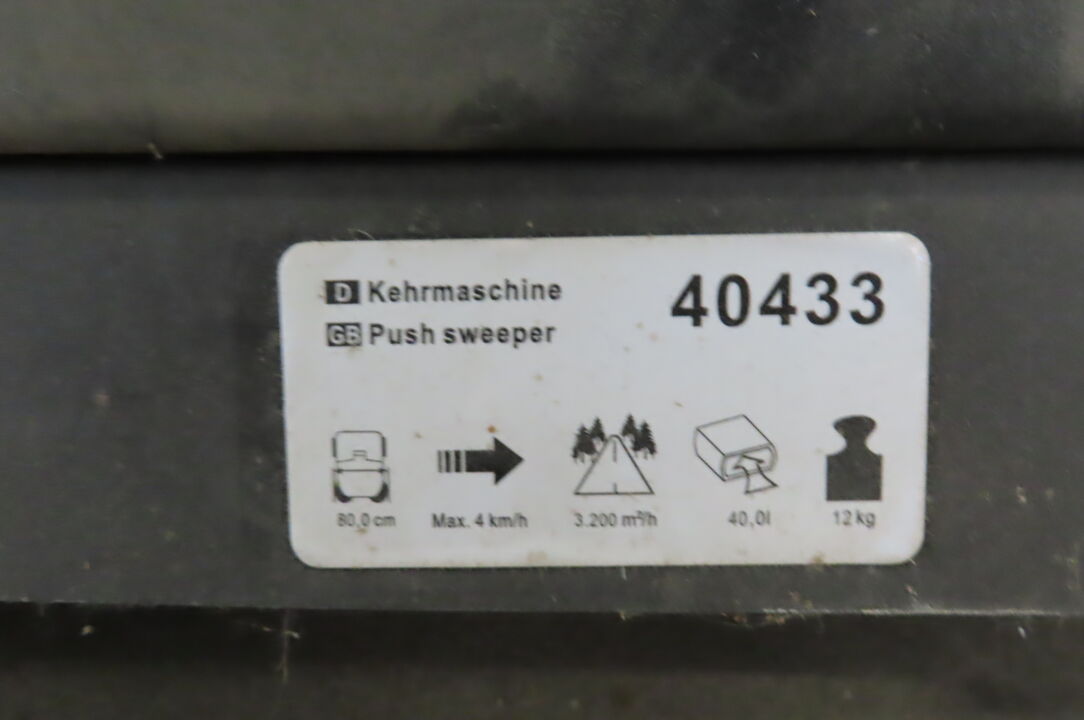 D Kehrmaschine
GB Push sweeper
40433
80,0 cm
Max. 4 km/h
3.200 m²/h
40,0l
12 kg